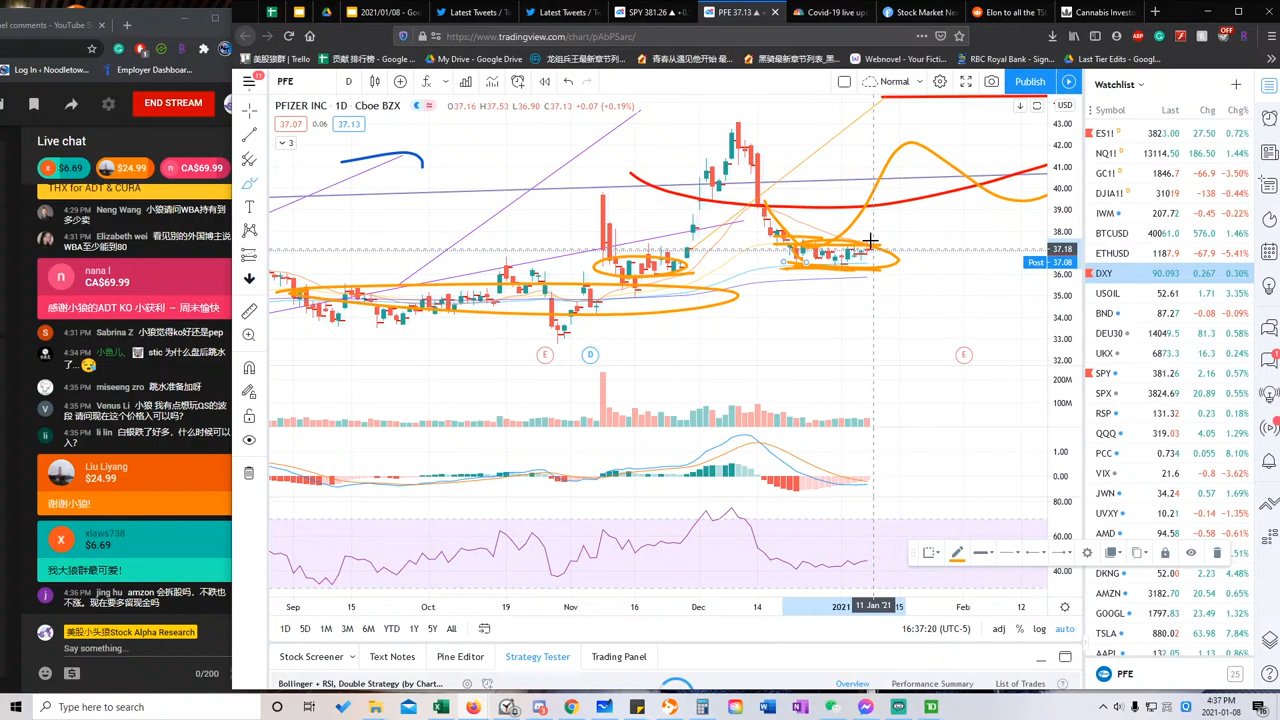 2021/01/08 - Goo
Latest Tweets /
Latest Tweets / T
SPY 381.26 ▲ +0.
PFE 37.13 ▲
Covid-19 live up
Stock Market Ne
Elon to all the TSL
Cannabis Investo
comments - You
https://www.tradingview.com/chart/pAbP5arc/
OFF
Log In | Noodletow...
Employer Dashboar...
美股狼群 | Trello
贡献 排行榜 - Google
Google Drive
龙组兵王最新章节列...
青春从遇见他开始 最...
黑骑最新章节列表_黑...
Webnovel - Your Ficti...
RBC Royal Bank - Sign...
Last Tier Edits - Googl...
END STREAM
11
PFE
D
Normal
Publish
Watchlist
PFIZER INC · 1D · Cboe BZX
O37.16 H37.53 L36.90 C37.13 +0.07 (+0.19%)
USD
Symbol
Last
Chg
Chg%
37.07
0.06
37.13
3
Live chat
$6.69
$24.99
CA$69.99
THX for ADT & CURA
4:29 PM Neng Wang 小狼请问WBA持有到
多少卖
Elizabeth wei 看见别的外国博主说
WBA至少能到80
nana l
CA$69.99
感谢小狼的ADT KO 小获利 ～ 周末愉快
4:31 PM Sabrina Z 小狼觉得ko好还是pep
4:34 PM 小鱼儿、 stic 为什么盘后跳水
了...
4:35 PM miseeng zro 跳水准备加呀
4:35 PM Venus Li 小狼 我有点想玩QS的波
段 请问现在这个价格入可以吗?
4:35 PM li lin 白银跌了好多，什么时候可以
入?
Liu Liyang
$24.99
谢谢小狼!
xlaws738
$6.69
我大狼群最可爱！
4:36 PM jing hu amzon 会拆股吗，不跌也
不涨。现在要多留现金吗
美股小头狼Stock Alpha Research
Say something...
0/200
43.00
42.00
41.00
40.00
39.00
38.00
37.18
Post
37.08
36.00
35.00
34.00
33.00
32.00
200M
100M
1.00
0.00
80.00
60.00
40.00
E
D
E
Sep
15
Oct
19
Nov
16
Dec
14
2021
11 Jan '21
15
Feb
12
ES1! D 3823.00 27.50 0.72%
NQ1! D 13114.50 186.50 1.44%
GC1! D 1846.7 -66.9 -3.50%
DJIA1! D 31019 -138 -0.44%
IWM 207.72 -1.45 -0.22%
BTCUSD 40061.0 576.0 1.46%
ETHUSD 1187.9 -67.9
DXY 90.093 0.267 0.30%
USOIL 52.61 1.71 3.35%
BND 87.27 -0.08 -0.09%
DEU30 14049.5 81.3 0.58%
UKX 6873.3 16.3 0.24%
SPY 381.26 2.16 0.57%
SPX 3824.69 20.89 0.55%
RSP 131.32 0.23 0.18%
QQQ 319.03 4.05 1.29%
PCC 0.734 0.055 8.10%
VIX 21.6 -0.8 -3.62%
JWN 34.24 0.57 1.69%
UVXY 10.21 -0.14 -1.35%
AMD 94.58 -0.58 -0.61%
.51%
DKNG 52.00 2.23 4.48%
AMZN 3182.70 20.54 0.65%
GOOGL 1797.83 23.49 1.32%
TSLA 880.02 63.98 7.84%
AAPL 132.05 1.13 0.86%
1D 5D 1M 3M 6M YTD 1Y 5Y All
16:37:20 (UTC-5)
adj % log auto
Stock Screener
Text Notes
Pine Editor
Strategy Tester
Trading Panel
PFE
25
Bollinger + RSI, Double Strategy (by Chart...
Overview
Performance Summary
List of Trades
Type here to search
4:37 PM
2021-01-08
16